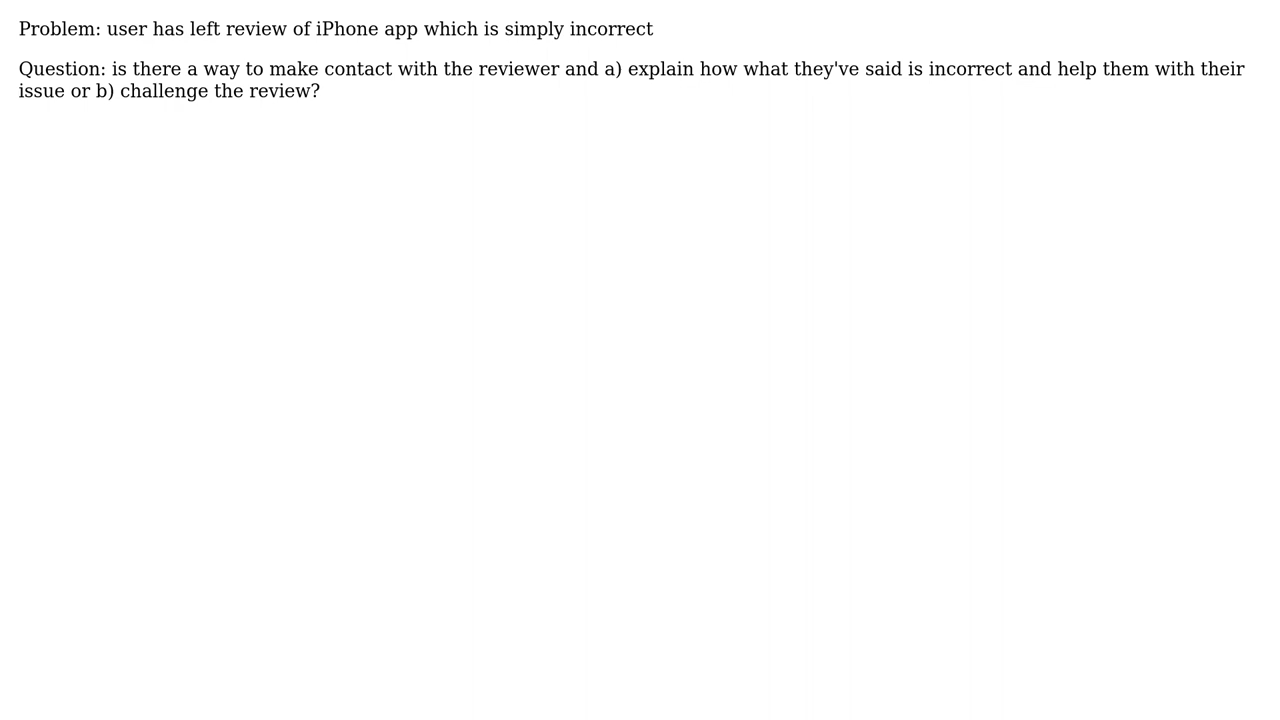 Problem: user has left review of iPhone app which is simply incorrect
Question: is there a way to make contact with the reviewer and a) explain how what they've said is incorrect and help them with their
issue or b) challenge the review?